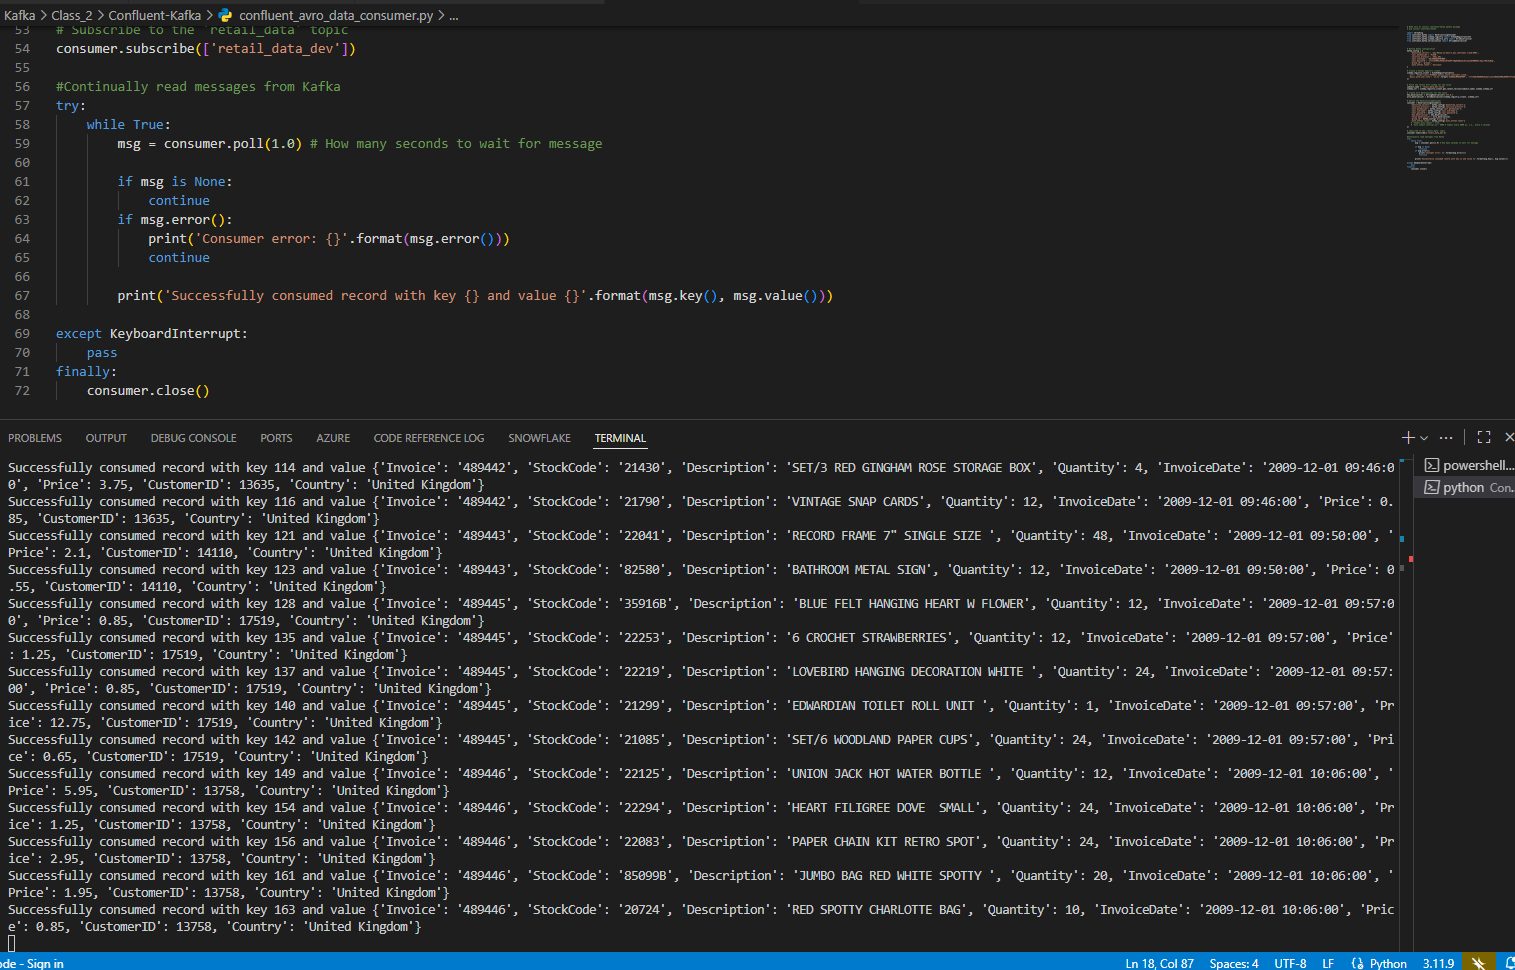 Kafka > Class_2 > Confluent-Kafka > confluent_avro_data_consumer.py > ...
53 # Subscribe to the 'retail_data' topic
54 consumer.subscribe(['retail_data_dev'])
55
56 #Continually read messages from Kafka
57 try:
58 while True:
59 msg = consumer.poll(1.0) # How many seconds to wait for message
60
61 if msg is None:
62 continue
63 if msg.error():
64 print('Consumer error: {}'.format(msg.error()))
65 continue
66
67 print('Successfully consumed record with key {} and value {}'.format(msg.key(), msg.value()))
68
69 except KeyboardInterrupt:
70 pass
71 finally:
72 consumer.close()
PROBLEMS OUTPUT DEBUG CONSOLE PORTS AZURE CODE REFERENCE LOG SNOWFLAKE TERMINAL
powershell...
python Con...
Successfully consumed record with key 114 and value {'Invoice': '489442', 'StockCode': '21430', 'Description': 'SET/3 RED GINGHAM ROSE STORAGE BOX', 'Quantity': 4, 'InvoiceDate': '2009-12-01 09:46:0
0', 'Price': 3.75, 'CustomerID': 13635, 'Country': 'United Kingdom'}
Successfully consumed record with key 116 and value {'Invoice': '489442', 'StockCode': '21790', 'Description': 'VINTAGE SNAP CARDS', 'Quantity': 12, 'InvoiceDate': '2009-12-01 09:46:00', 'Price': 0.
85, 'CustomerID': 13635, 'Country': 'United Kingdom'}
Successfully consumed record with key 121 and value {'Invoice': '489443', 'StockCode': '22041', 'Description': 'RECORD FRAME 7" SINGLE SIZE ', 'Quantity': 48, 'InvoiceDate': '2009-12-01 09:50:00', '
Price': 2.1, 'CustomerID': 14110, 'Country': 'United Kingdom'}
Successfully consumed record with key 123 and value {'Invoice': '489443', 'StockCode': '82580', 'Description': 'BATHROOM METAL SIGN', 'Quantity': 12, 'InvoiceDate': '2009-12-01 09:50:00', 'Price': 0
.55, 'CustomerID': 14110, 'Country': 'United Kingdom'}
Successfully consumed record with key 128 and value {'Invoice': '489445', 'StockCode': '35916B', 'Description': 'BLUE FELT HANGING HEART W FLOWER', 'Quantity': 12, 'InvoiceDate': '2009-12-01 09:57:0
0', 'Price': 0.85, 'CustomerID': 17519, 'Country': 'United Kingdom'}
Successfully consumed record with key 135 and value {'Invoice': '489445', 'StockCode': '22253', 'Description': '6 CROCHET STRAWBERRIES', 'Quantity': 12, 'InvoiceDate': '2009-12-01 09:57:00', 'Price'
: 1.25, 'CustomerID': 17519, 'Country': 'United Kingdom'}
Successfully consumed record with key 137 and value {'Invoice': '489445', 'StockCode': '22219', 'Description': 'LOVEBIRD HANGING DECORATION WHITE ', 'Quantity': 24, 'InvoiceDate': '2009-12-01 09:57:
00', 'Price': 0.85, 'CustomerID': 17519, 'Country': 'United Kingdom'}
Successfully consumed record with key 140 and value {'Invoice': '489445', 'StockCode': '21299', 'Description': 'EDWARDIAN TOILET ROLL UNIT ', 'Quantity': 1, 'InvoiceDate': '2009-12-01 09:57:00', 'Pr
ice': 12.75, 'CustomerID': 17519, 'Country': 'United Kingdom'}
Successfully consumed record with key 142 and value {'Invoice': '489445', 'StockCode': '21085', 'Description': 'SET/6 WOODLAND PAPER CUPS', 'Quantity': 24, 'InvoiceDate': '2009-12-01 09:57:00', 'Pri
ce': 0.65, 'CustomerID': 17519, 'Country': 'United Kingdom'}
Successfully consumed record with key 149 and value {'Invoice': '489446', 'StockCode': '22125', 'Description': 'UNION JACK HOT WATER BOTTLE ', 'Quantity': 12, 'InvoiceDate': '2009-12-01 10:06:00', '
Price': 5.95, 'CustomerID': 13758, 'Country': 'United Kingdom'}
Successfully consumed record with key 154 and value {'Invoice': '489446', 'StockCode': '22294', 'Description': 'HEART FILIGREE DOVE  SMALL', 'Quantity': 24, 'InvoiceDate': '2009-12-01 10:06:00', 'Pr
ice': 1.25, 'CustomerID': 13758, 'Country': 'United Kingdom'}
Successfully consumed record with key 156 and value {'Invoice': '489446', 'StockCode': '22083', 'Description': 'PAPER CHAIN KIT RETRO SPOT', 'Quantity': 24, 'InvoiceDate': '2009-12-01 10:06:00', 'Pr
ice': 2.95, 'CustomerID': 13758, 'Country': 'United Kingdom'}
Successfully consumed record with key 161 and value {'Invoice': '489446', 'StockCode': '85099B', 'Description': 'JUMBO BAG RED WHITE SPOTTY ', 'Quantity': 20, 'InvoiceDate': '2009-12-01 10:06:00', '
Price': 1.95, 'CustomerID': 13758, 'Country': 'United Kingdom'}
Successfully consumed record with key 163 and value {'Invoice': '489446', 'StockCode': '20724', 'Description': 'RED SPOTTY CHARLOTTE BAG', 'Quantity': 10, 'InvoiceDate': '2009-12-01 10:06:00', 'Pric
e': 0.85, 'CustomerID': 13758, 'Country': 'United Kingdom'}
ode - Sign in Ln 18, Col 87 Spaces: 4 UTF-8 LF Python 3.11.9